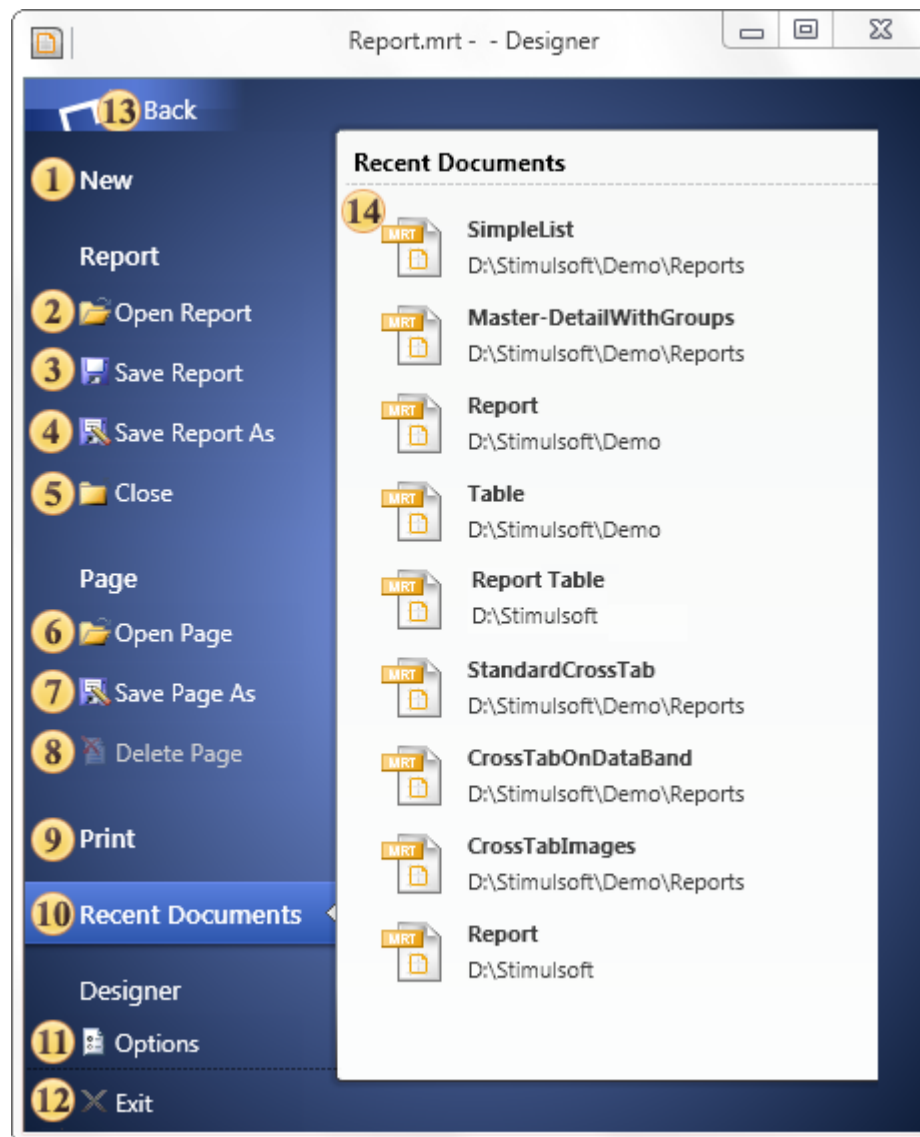 Report.mrt - - Designer
13 Back
1 New
Report
2 Open Report
3 Save Report
4 Save Report As
5 Close
Page
6 Open Page
7 Save Page As
8 Delete Page
9 Print
10 Recent Documents
Designer
11 Options
12 Exit
Recent Documents
14
MRT
SimpleList
D:\Stimulsoft\Demo\Reports
MRT
Master-DetailWithGroups
D:\Stimulsoft\Demo\Reports
MRT
Report
D:\Stimulsoft\Demo
MRT
Table
D:\Stimulsoft\Demo
MRT
Report Table
D:\Stimulsoft
MRT
StandardCrossTab
D:\Stimulsoft\Demo\Reports
MRT
CrossTabOnDataBand
D:\Stimulsoft\Demo\Reports
MRT
CrossTabImages
D:\Stimulsoft\Demo\Reports
MRT
Report
D:\Stimulsoft